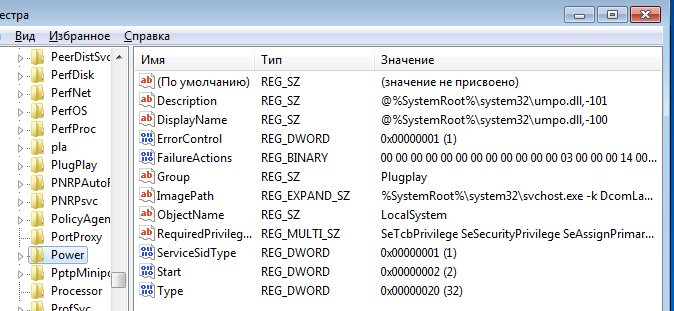 естра
Вид Избранное Справка
PeerDistSvc
PerfDisk
PerfNet
PerfOS
PerfProc
pla
PlugPlay
PNRPAutoF
PNRPsvc
PolicyAgen
PortProxy
Power
PptpMinipo
Processor
ProfSvc
Имя Тип Значение
(По умолчанию) REG_SZ (значение не присвоено)
Description REG_SZ @%SystemRoot%\system32\umpo.dll,-101
DisplayName REG_SZ @%SystemRoot%\system32\umpo.dll,-100
ErrorControl REG_DWORD 0x00000001 (1)
FailureActions REG_BINARY 00 00 00 00 00 00 00 00 00 00 00 00 03 00 00 00 14 00...
Group REG_SZ Plugplay
ImagePath REG_EXPAND_SZ %SystemRoot%\system32\svchost.exe -k DcomLa...
ObjectName REG_SZ LocalSystem
RequiredPrivileg... REG_MULTI_SZ SeTcbPrivilege SeSecurityPrivilege SeAssignPrimar...
ServiceSidType REG_DWORD 0x00000001 (1)
Start REG_DWORD 0x00000002 (2)
Type REG_DWORD 0x00000020 (32)